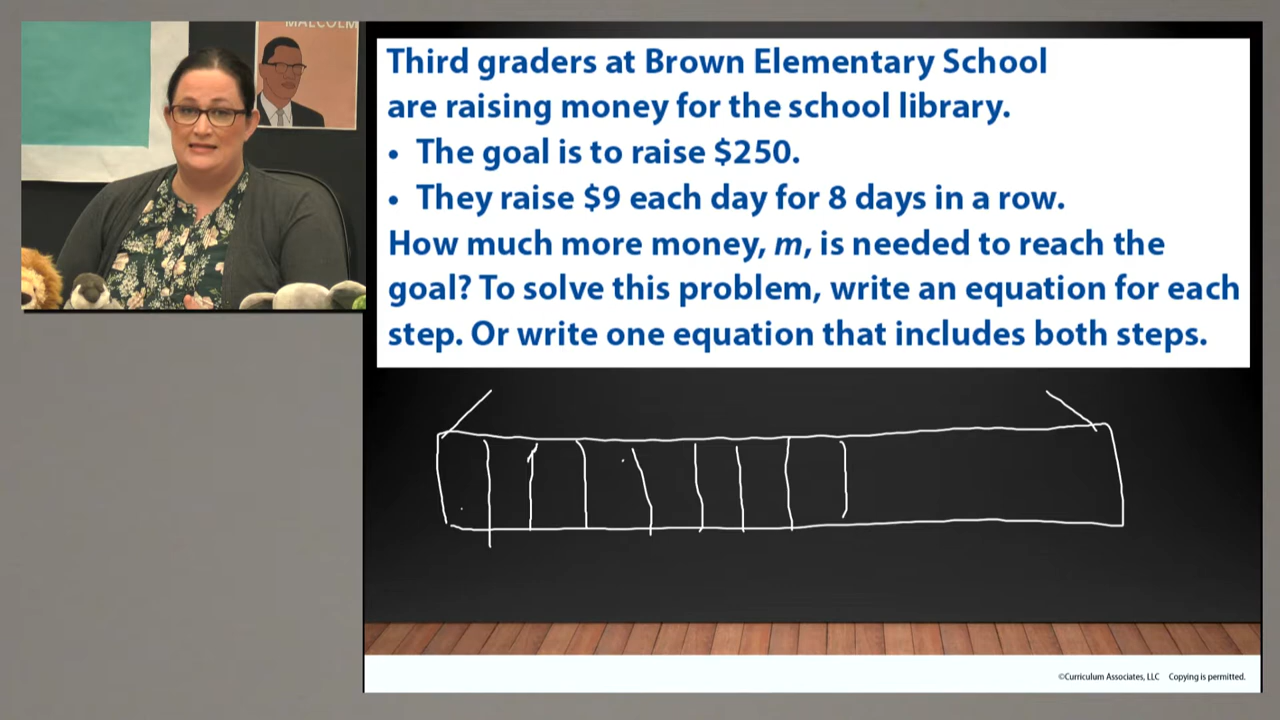 MALCOLM
Third graders at Brown Elementary School
are raising money for the school library.
• The goal is to raise $250.
• They raise $9 each day for 8 days in a row.
How much more money, m, is needed to reach the
goal? To solve this problem, write an equation for each
step. Or write one equation that includes both steps.
©Curriculum Associates, LLC Copying is permitted.